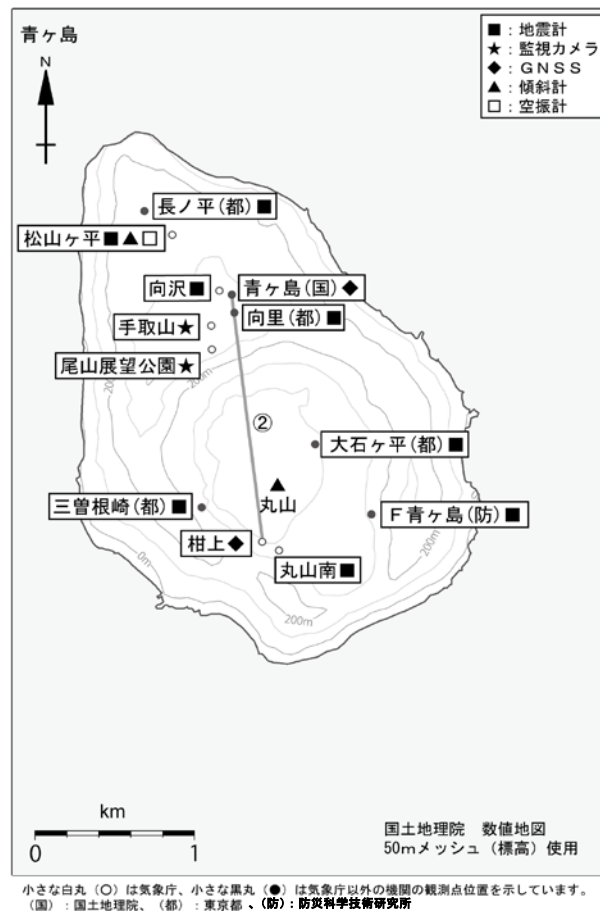 青ヶ島
N
■：地震計
★：監視カメラ
◆：ＧＮＳＳ
▲：傾斜計
□：空振計
長ノ平(都)■
松山ヶ平■▲□
向沢■
青ヶ島(国)◆
向里(都)■
手取山★
尾山展望公園★
200m
200m
②
大石ヶ平(都)■
丸山
三曽根崎(都)■
Ｆ青ヶ島(防)■
柑上◆
丸山南■
0m
0m
200m
200m
km
0 1
国土地理院　数値地図
50mメッシュ（標高）使用
小さな白丸（○）は気象庁、小さな黒丸（●）は気象庁以外の機関の観測点位置を示しています。
（国）：国土地理院、（都）：東京都、（防）：防災科学技術研究所